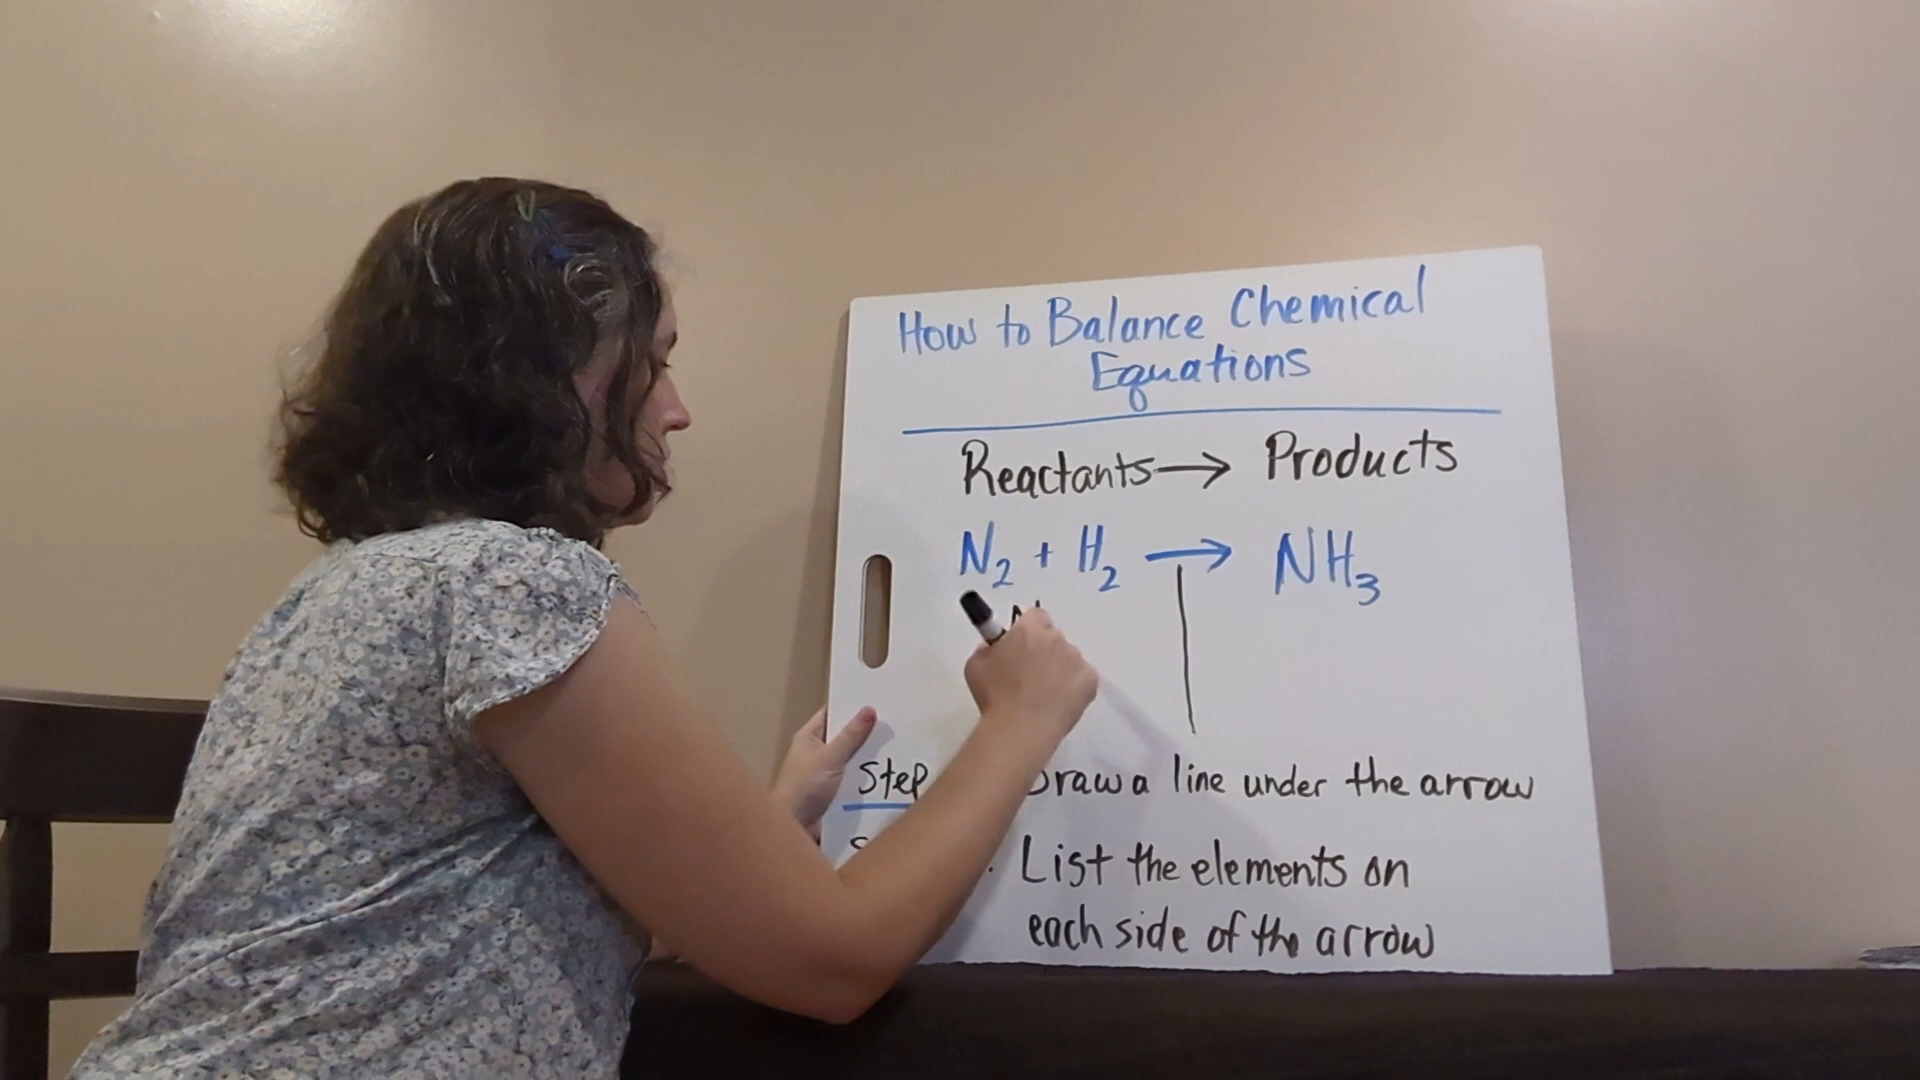 How to Balance Chemical
Equations
Reactants → Products
N₂ + H₂ → NH₃
N
Step Draw a line under the arrow
List the elements on
each side of the arrow